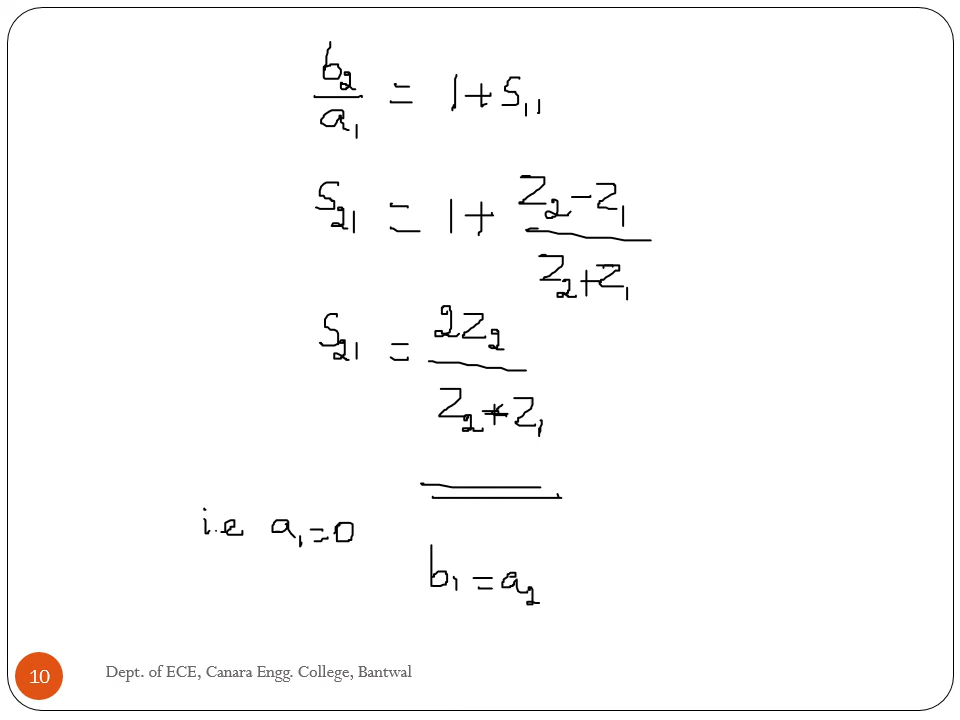 b₂/a₁ = 1 + S₁₁
S₂₁ = 1 + (Z₂ - Z₁)/(Z₂ + Z₁)
S₂₁ = 2Z₂/(Z₂ + Z₁)
i.e a₁ = 0
b₁ = a₂
10 Dept. of ECE, Canara Engg. College, Bantwal